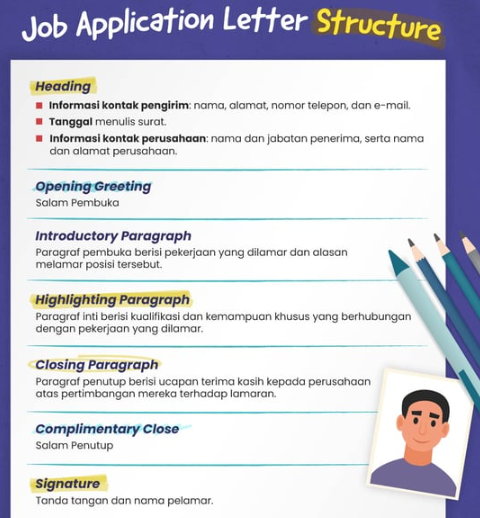 Job Application Letter Structure
Heading
Informasi kontak pengirim: nama, alamat, nomor telepon, dan e-mail.
Tanggal menulis surat.
Informasi kontak perusahaan: nama dan jabatan penerima, serta nama
dan alamat perusahaan.
Opening Greeting
Salam Pembuka
Introductory Paragraph
Paragraf pembuka berisi pekerjaan yang dilamar dan alasan
melamar posisi tersebut.
Highlighting Paragraph
Paragraf inti berisi kualifikasi dan kemampuan khusus yang berhubungan
dengan pekerjaan yang dilamar.
Closing Paragraph
Paragraf penutup berisi ucapan terima kasih kepada perusahaan
atas pertimbangan mereka terhadap lamaran.
Complimentary Close
Salam Penutup
Signature
Tanda tangan dan nama pelamar.